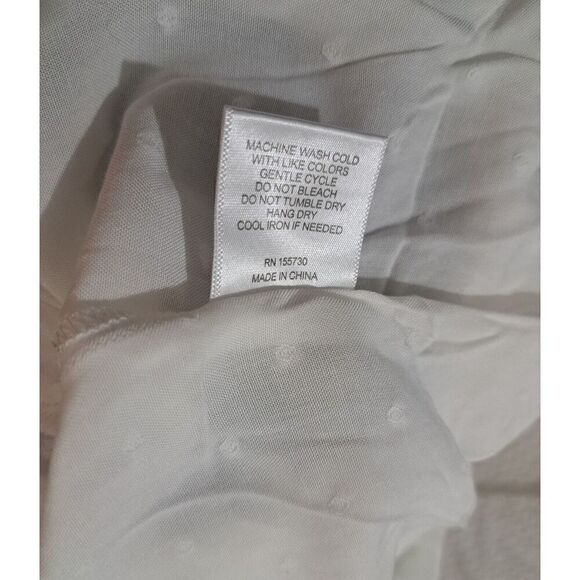 MACHINE WASH COLD
WITH LIKE COLORS
GENTLE CYCLE
DO NOT BLEACH
DO NOT TUMBLE DRY
HANG DRY
COOL IRON IF NEEDED
RN 155730
MADE IN CHINA